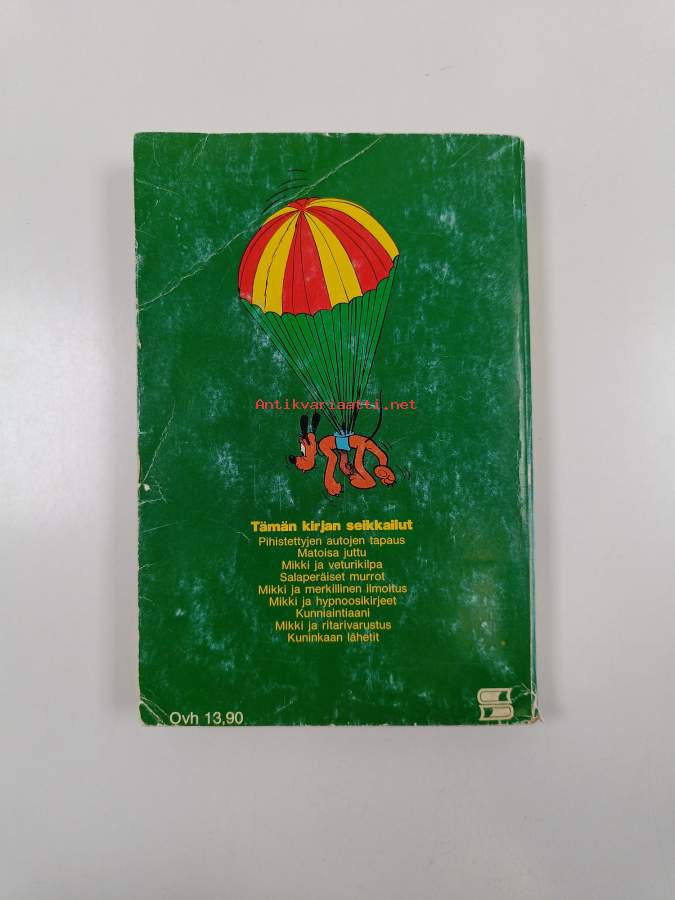 Antikvariaatti.net
Tämän kirjan seikkailut
Pihistettyjen autojen tapaus
Matoisa juttu
Mikki ja veturikilpa
Salaperäiset murrot
Mikki ja merkillinen ilmoitus
Mikki ja hypnoosikirjeet
Kunniaintiaani
Mikki ja ritarivarustus
Kuninkaan lähetit
Ovh 13,90